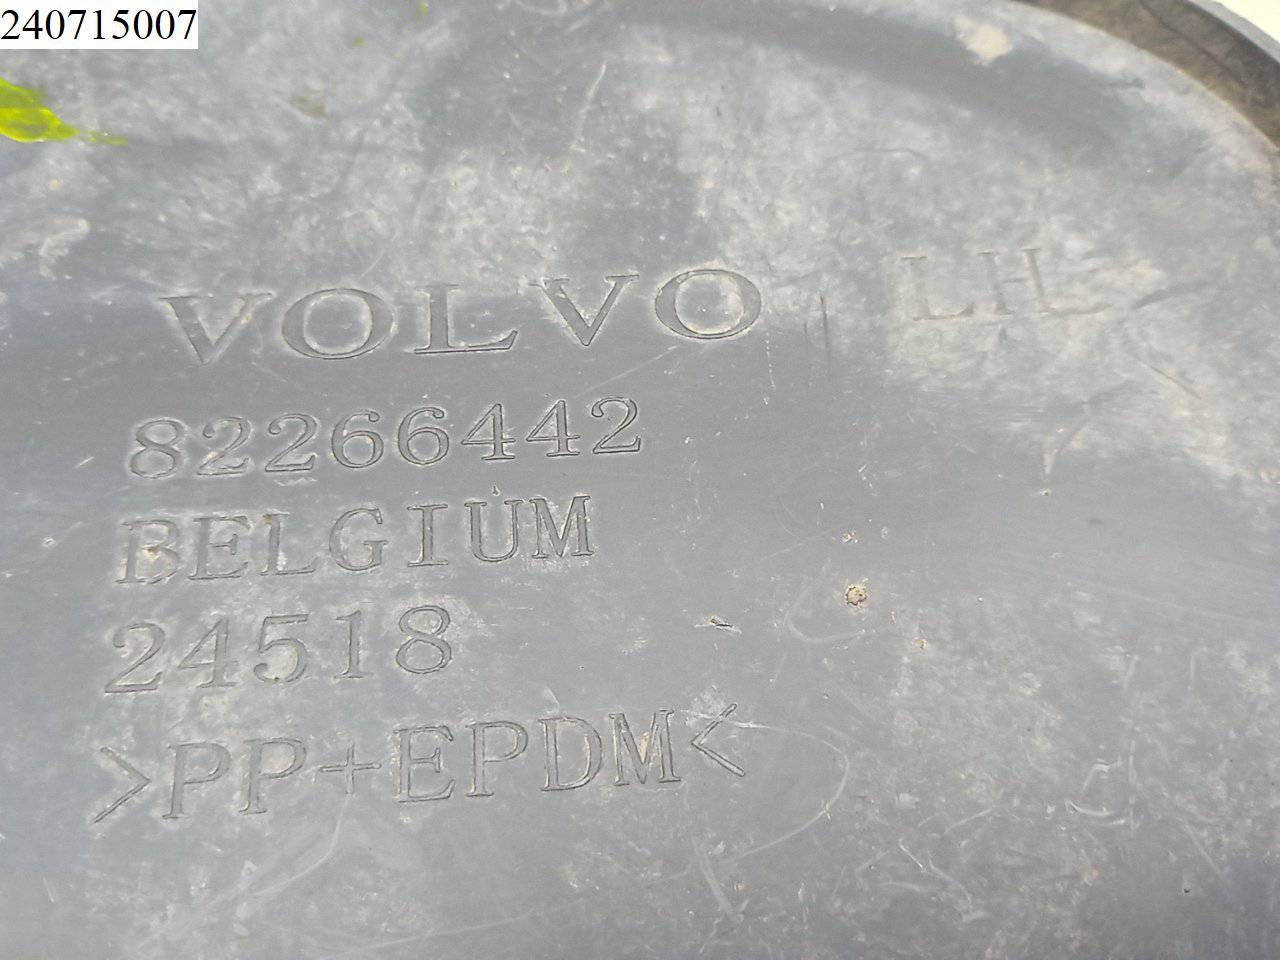 240715007
VOLVO LH
82266442
BELGIUM
24518
>PP+EPDM<